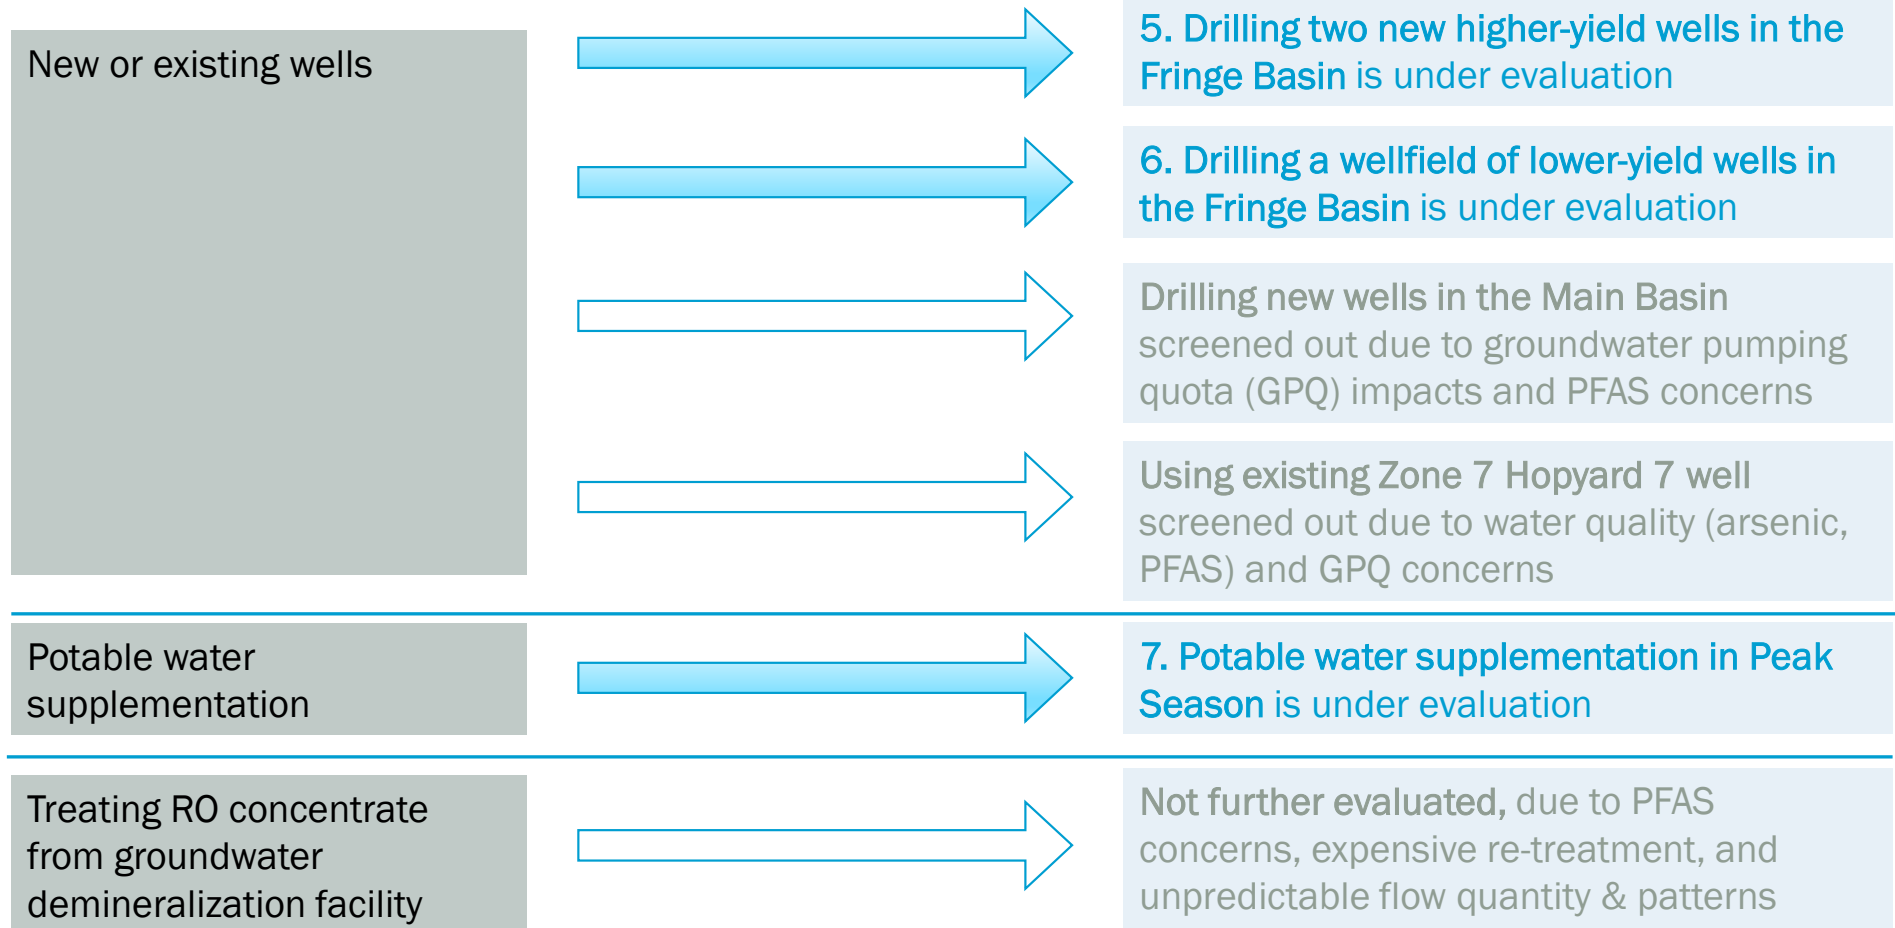 New or existing wells
5. Drilling two new higher-yield wells in the
Fringe Basin is under evaluation
6. Drilling a wellfield of lower-yield wells in
the Fringe Basin is under evaluation
Drilling new wells in the Main Basin
screened out due to groundwater pumping
quota (GPQ) impacts and PFAS concerns
Using existing Zone 7 Hopyard 7 well
screened out due to water quality (arsenic,
PFAS) and GPQ concerns
Potable water
supplementation
7. Potable water supplementation in Peak
Season is under evaluation
Treating RO concentrate
from groundwater
demineralization facility
Not further evaluated, due to PFAS
concerns, expensive re-treatment, and
unpredictable flow quantity & patterns